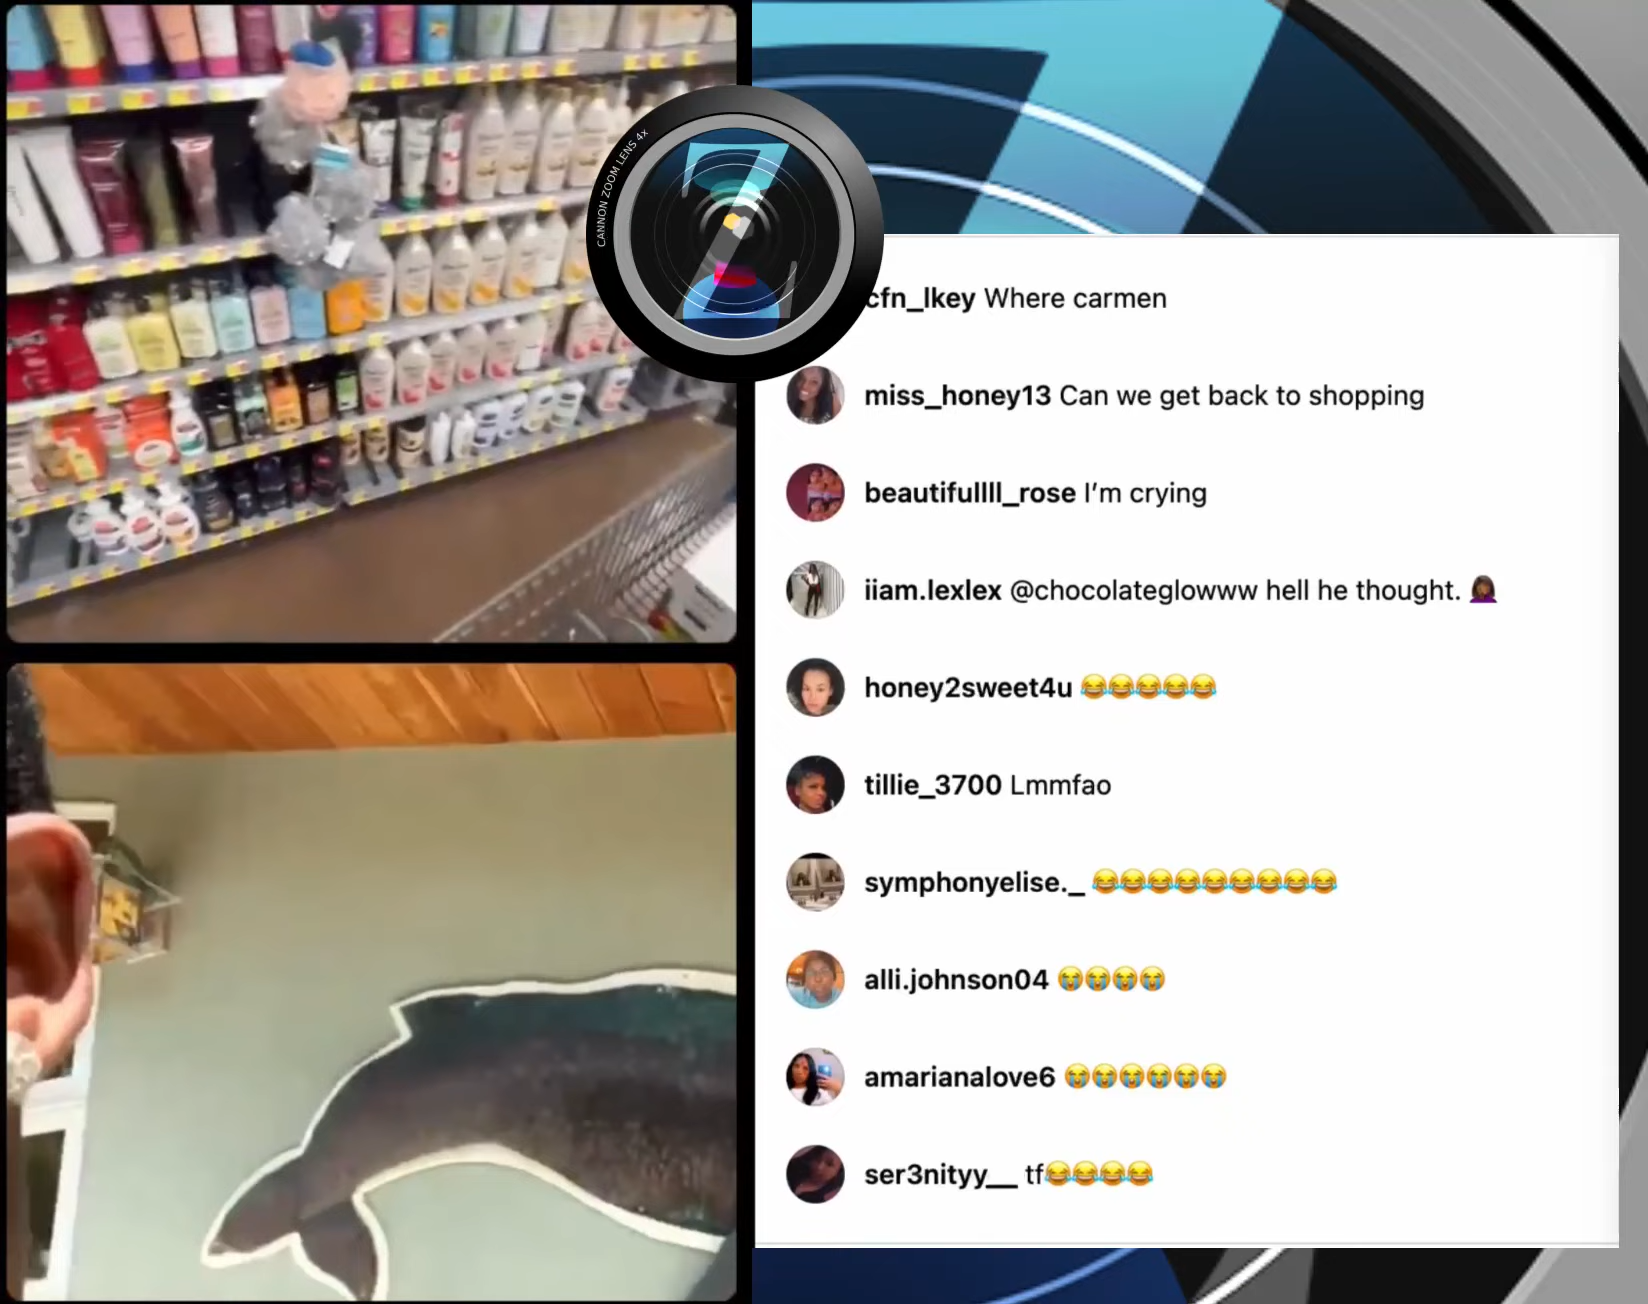 CANNON ZOOM LENS 4x
cfn_lkey Where carmen
miss_honey13 Can we get back to shopping
beautifullll_rose I’m crying
iiam.lexlex @chocolateglowww hell he thought. 🤦🏾‍♀️
honey2sweet4u 😂😂😂😂😂
tillie_3700 Lmmfao
symphonyelise._ 😂😂😂😂😂😂😂😂😂
alli.johnson04 😭😭😭😭
amarianalove6 😭😭😭😭😭😭
ser3nityy__ tf😂😂😂😂